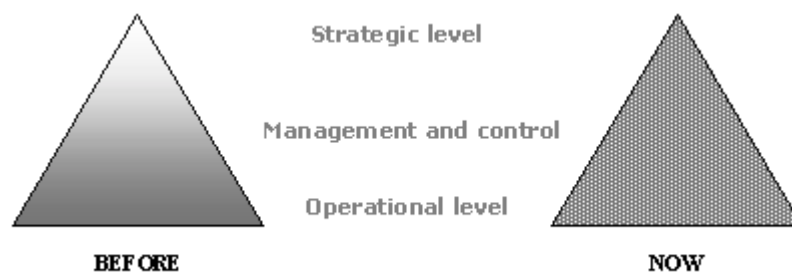 Strategic level
Management and control
Operational level
BEFORE
NOW